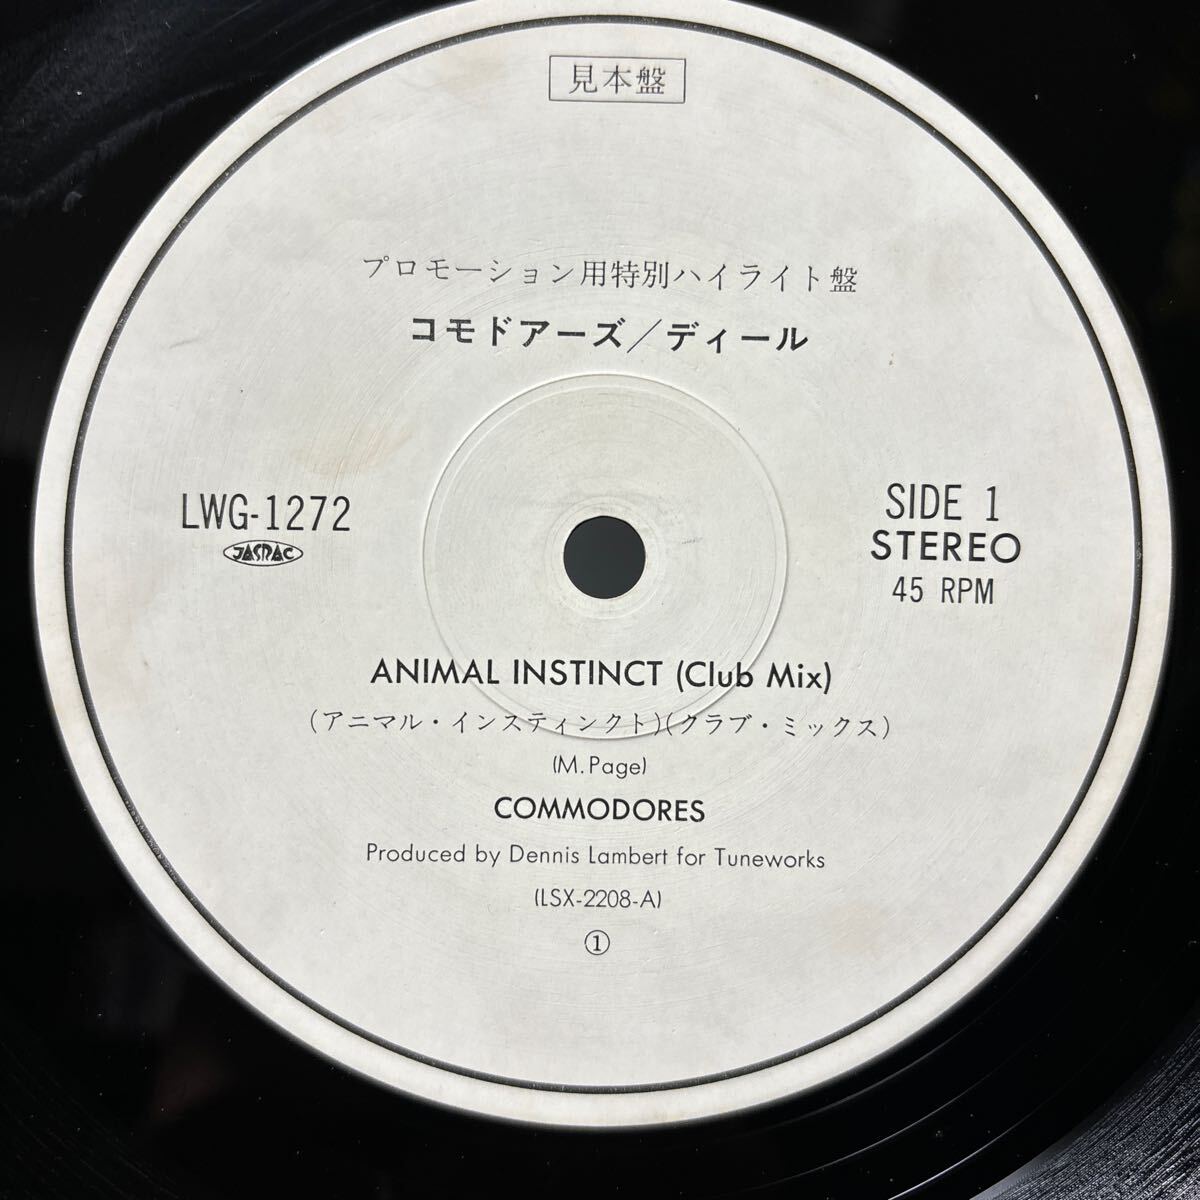 見本盤
プロモーション用特別ハイライト盤
コモドアーズ／ディール
LWG-1272
JASRAC
SIDE 1
STEREO
45 RPM
ANIMAL INSTINCT (Club Mix)
(アニマル・インスティンクト)(クラブ・ミックス)
(M. Page)
COMMODORES
Produced by Dennis Lambert for Tuneworks
(LSX-2208-A)
①